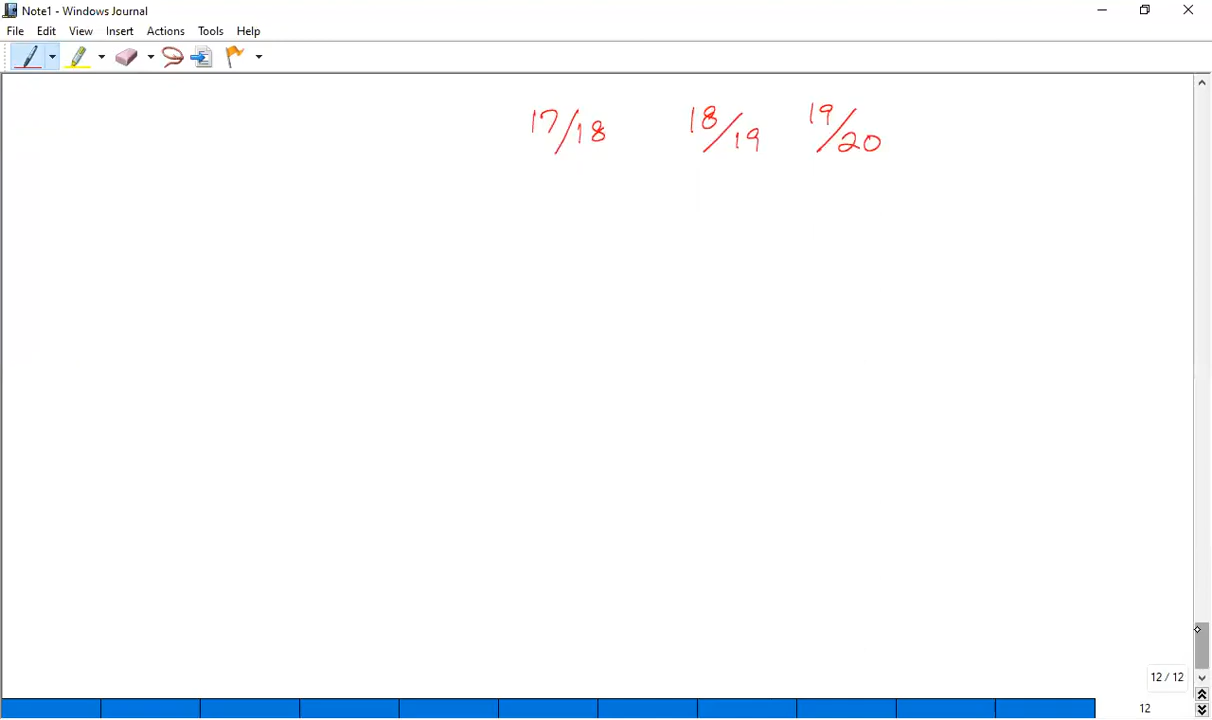 Note1 - Windows Journal
File Edit View Insert Actions Tools Help
17/18 18/19 19/20
12 / 12
12